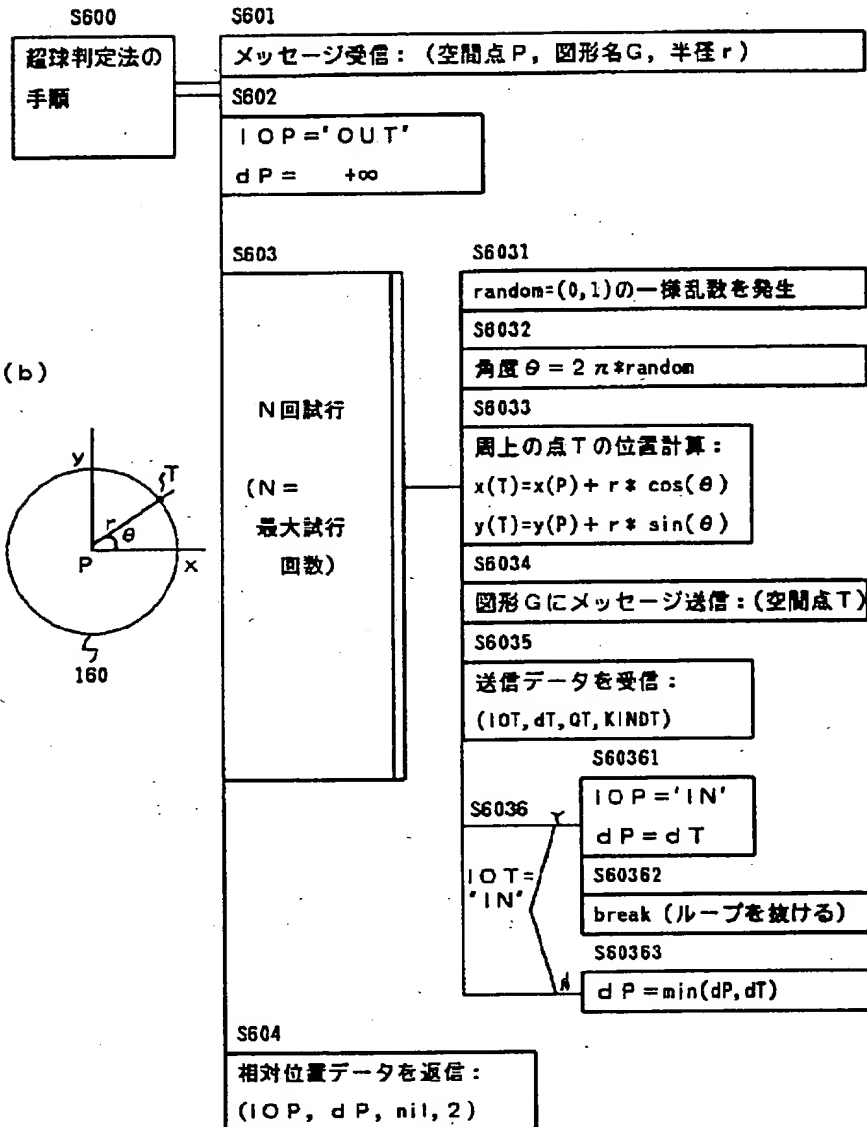 S600
超球判定法の
手順
S601
メッセージ受信：（空間点P，図形名G，半径r）
S602
IOP='OUT'
dP=　+∞
S603
N回試行
（N=
最大試行
回数）
S6031
random=(0,1)の一様乱数を発生
S6032
角度θ=2π*random
S6033
周上の点Tの位置計算：
x(T)=x(P)+r*cos(θ)
y(T)=y(P)+r*sin(θ)
S6034
図形Gにメッセージ送信：(空間点T)
S6035
送信データを受信：
(IOT,dT,QT,KINDT)
S6036
IOT=
'IN'
Y
S60361
IOP='IN'
dP=dT
S60362
break（ループを抜ける）
N
S60363
dP=min(dP,dT)
S604
相対位置データを返信：
(IOP, dP, nil, 2)
(b)
y
T
r
θ
P
x
160